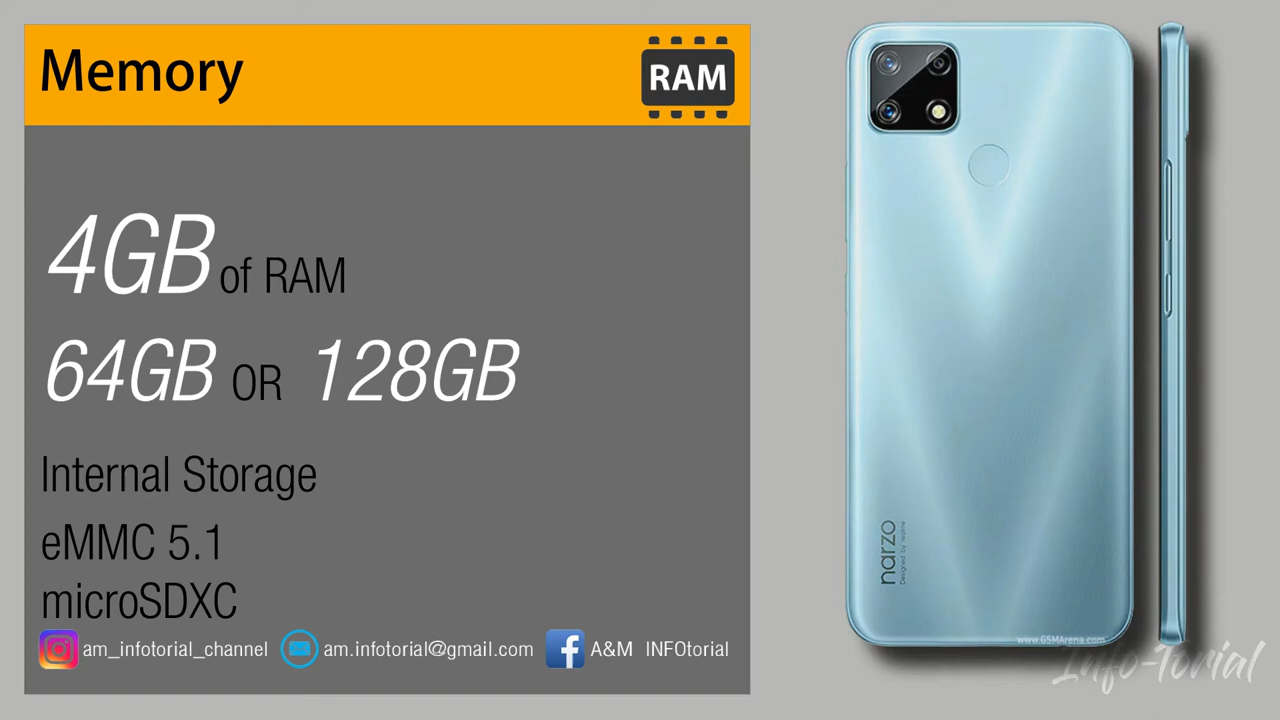 Memory
RAM
4GB of RAM
64GB OR 128GB
Internal Storage
eMMC 5.1
microSDXC
am_infotorial_channel am.infotorial@gmail.com A&M INFOtorial
narzo
Designed by realme
www.GSMArena.com
Info-Torial